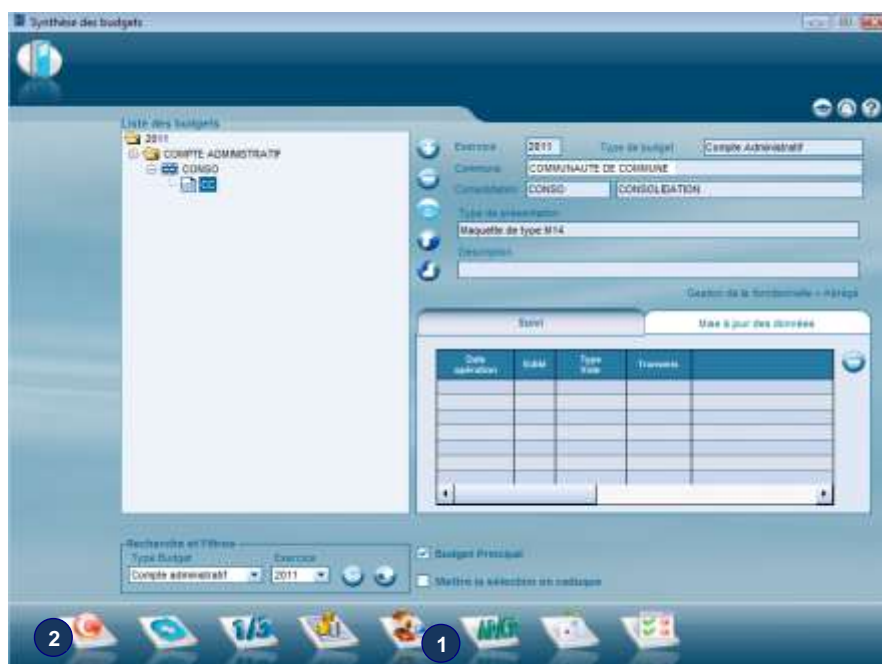 Synthèse des budgets
Liste des budgets
2011
COMPTE ADMINISTRATIF
CONSO
CC
Exercice 2011 Type de budget Compte Administratif
Commune COMMUNAUTE DE COMMUNE
Consolidation CONSO CONSOLIDATION
Type de présentation
Maquette de type M14
Description
Gestion de la fonctionnelle = Abrégé
Suivi Mise à jour des données
Date opération Type Vote Transmis
Recherche et Filtres
Type Budget Exercice
Compte administratif 2011
Budget Principal
Mettre la sélection en
2 1/3 1